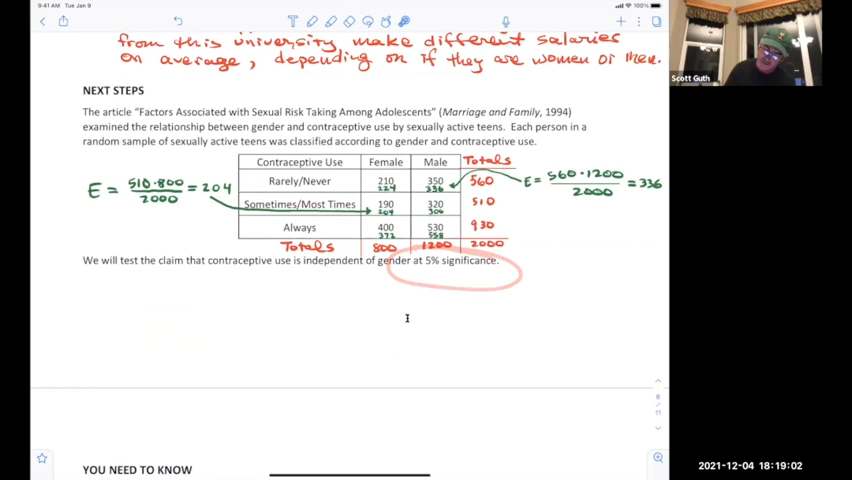 9:41 AM Tue Jan 9
100%
from this university make different salaries
on average, depending on if they are women or men.
Scott Guth
NEXT STEPS
The article "Factors Associated with Sexual Risk Taking Among Adolescents" (Marriage and Family, 1994)
examined the relationship between gender and contraceptive use by sexually active teens. Each person in a
random sample of sexually active teens was classified according to gender and contraceptive use.
Contraceptive Use Female Male Totals
Rarely/Never 210 350 560
224 336
E = 510·800 / 2000 = 204
E = 560·1200 / 2000 = 336
Sometimes/Most Times 190 320 510
204 306
Always 400 530 930
372 558
Totals 800 1200 2000
We will test the claim that contraceptive use is independent of gender at 5% significance.
8
/
11
YOU NEED TO KNOW
2021-12-04 18:19:02